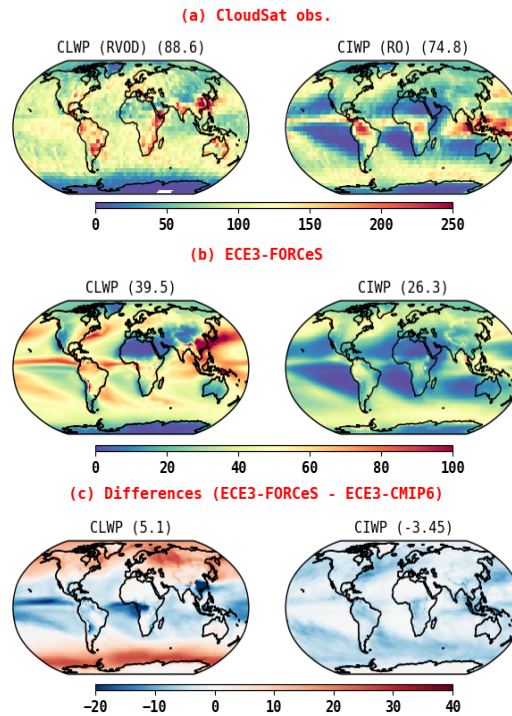 (a) CloudSat obs.
CLWP (RVOD) (88.6) CIWP (RO) (74.8)
0 50 100 150 200 250
(b) ECE3-FORCeS
CLWP (39.5) CIWP (26.3)
0 20 40 60 80 100
(c) Differences (ECE3-FORCeS - ECE3-CMIP6)
CLWP (5.1) CIWP (-3.45)
−20 −10 0 10 20 30 40